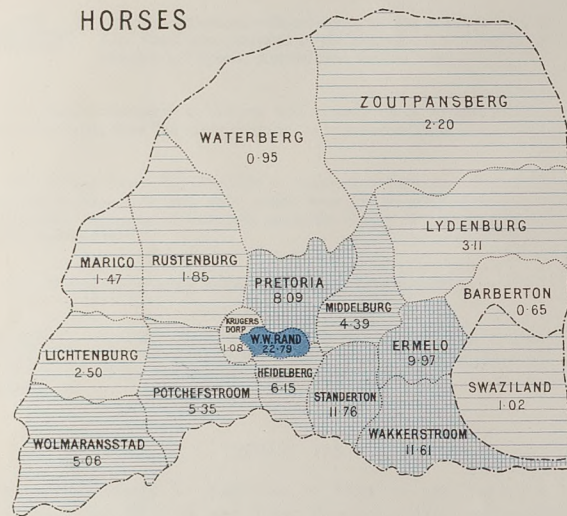 HORSES
ZOUTPANSBERG
2·20
WATERBERG
0·95
LYDENBURG
3·11
MARICO
1·47
RUSTENBURG
1·85
PRETORIA
8·09
MIDDELBURG
4·39
BARBERTON
0·65
KRUGERS
DORP
1·08
W.W.RAND
22·79
ERMELO
9·97
LICHTENBURG
2·50
POTCHEFSTROOM
5·35
HEIDELBERG
6·15
STANDERTON
11·76
SWAZILAND
1·02
WOLMARANSSTAD
5·06
WAKKERSTROOM
11·61